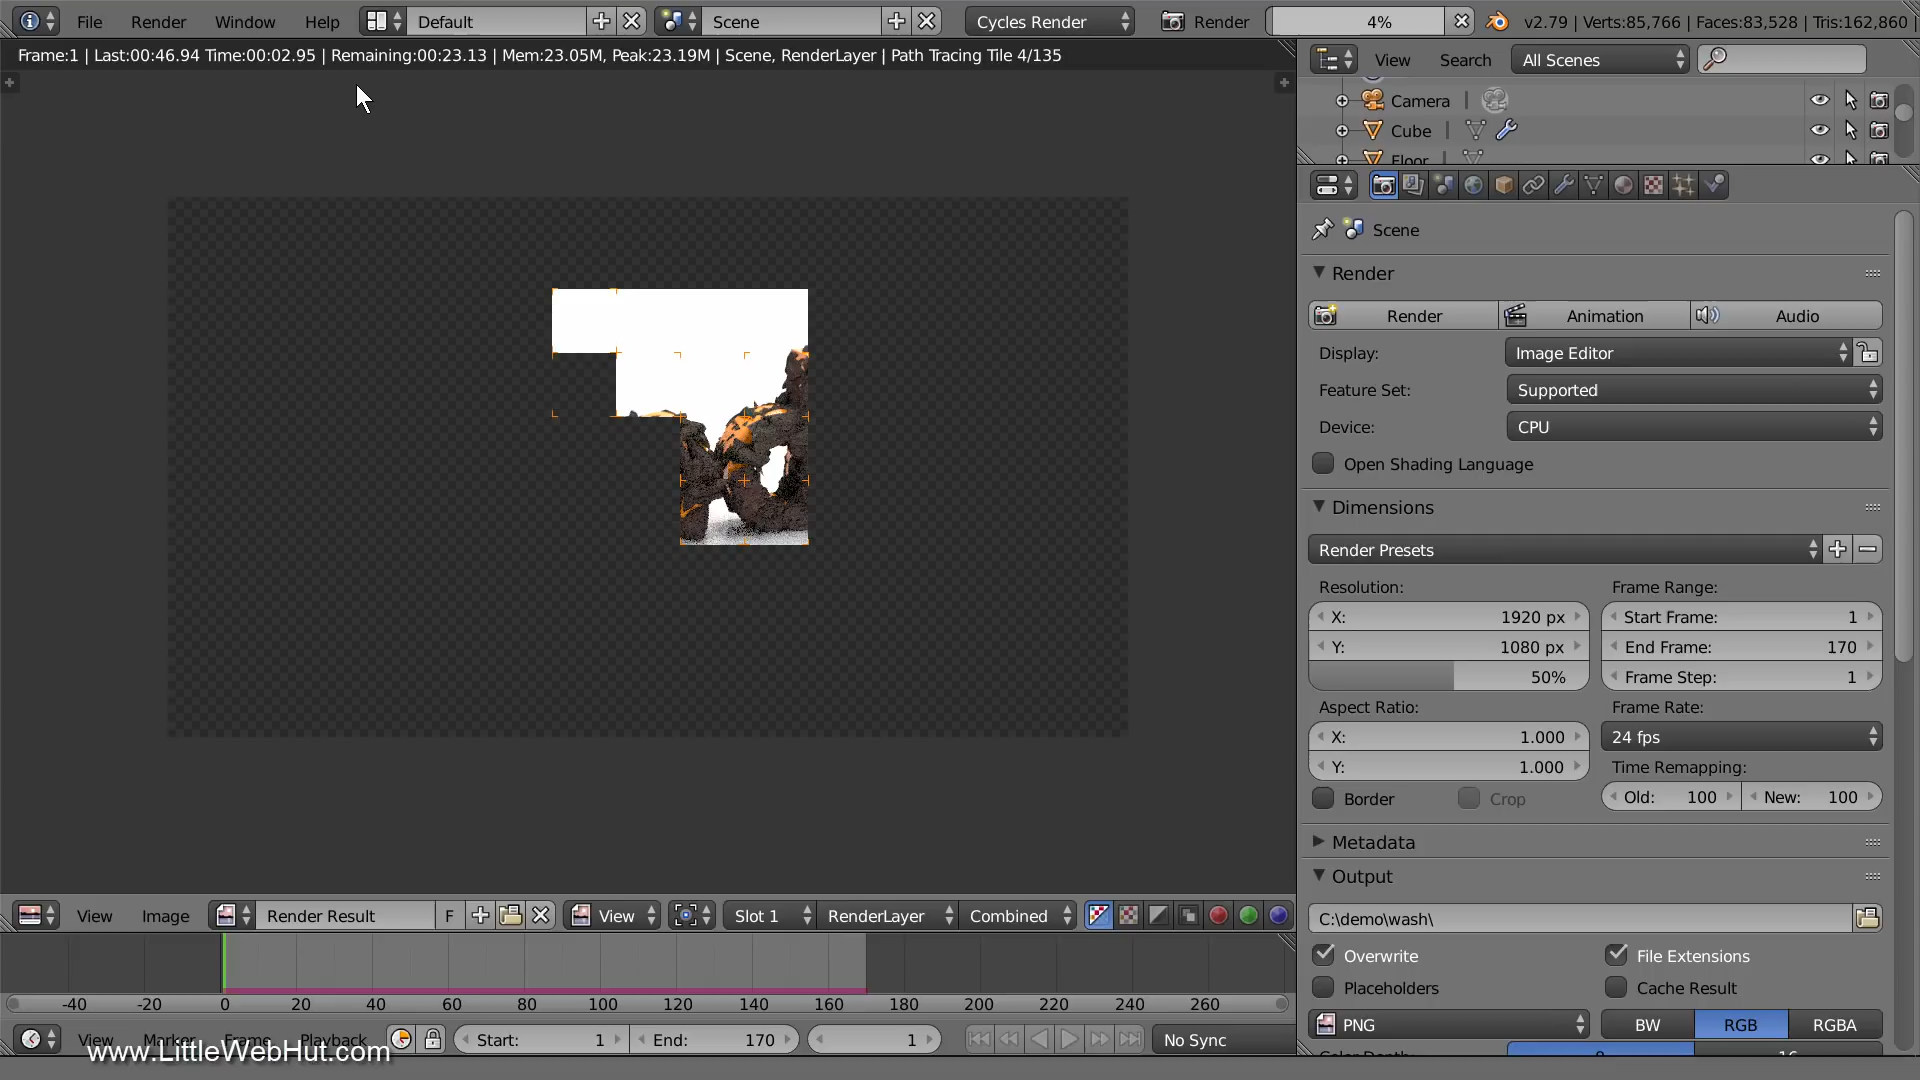 File Render Window Help Default Scene Cycles Render Render 4% v2.79 | Verts:85,766 | Faces:83,528 | Tris:162,860 |
Frame:1 | Last:00:46.94 Time:00:02.95 | Remaining:00:23.13 | Mem:23.05M, Peak:23.19M | Scene, RenderLayer | Path Tracing Tile 4/135
View Search All Scenes
Camera
Cube
Floor
Scene
Render
Render Animation Audio
Display: Image Editor
Feature Set: Supported
Device: CPU
Open Shading Language
Dimensions
Render Presets
Resolution: Frame Range:
X: 1920 px Start Frame: 1
Y: 1080 px End Frame: 170
50% Frame Step: 1
Aspect Ratio: Frame Rate:
X: 1.000 24 fps
Y: 1.000 Time Remapping:
Border Crop Old: 100 New: 100
Metadata
Output
View Image Render Result F View Slot 1 RenderLayer Combined
C:\demo\wash\
Overwrite File Extensions
Placeholders Cache Result
-40 -20 0 20 40 60 80 100 120 140 160 180 200 220 240 260
PNG BW RGB RGBA
View Marker Frame Playback Start: 1 End: 170 1 No Sync
www.LittleWebHut.com
Color Depth: 8 16